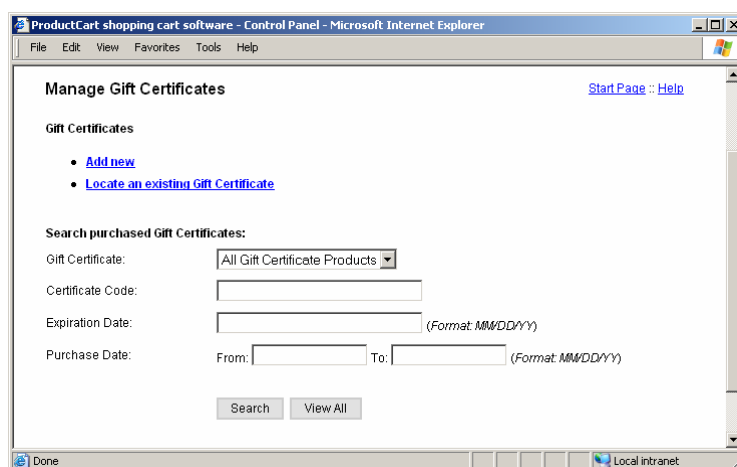 ProductCart shopping cart software - Control Panel - Microsoft Internet Explorer
File Edit View Favorites Tools Help
Manage Gift Certificates Start Page :: Help
Gift Certificates
• Add new
• Locate an existing Gift Certificate
Search purchased Gift Certificates:
Gift Certificate: All Gift Certificate Products
Certificate Code:
Expiration Date: (Format: MM/DD/YY)
Purchase Date: From: To: (Format: MM/DD/YY)
Search View All
Done Local intranet